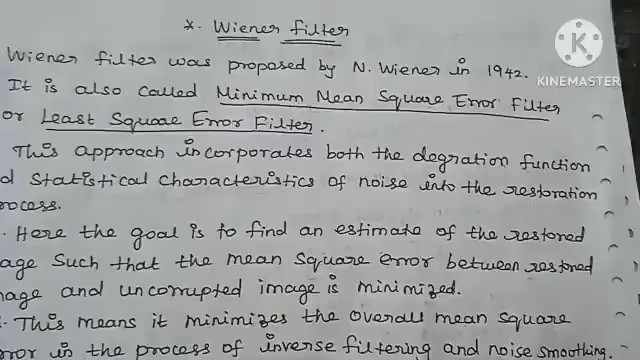 *. Wiener filter
Wiener filter was proposed by N. Wiener in 1942.
It is also called Minimum Mean Square Error Filter
or Least Square Error Filter.
This approach incorporates both the degration function
d Statistical characteristics of noise into the restoration
rocess.
. Here the goal is to find an estimate of the restored
age Such that the mean square error between restored
mage and uncorrupted image is minimized.
. This means it minimizes the overall mean square
error in the process of inverse filtering and noise smoothing.
KINEMASTER